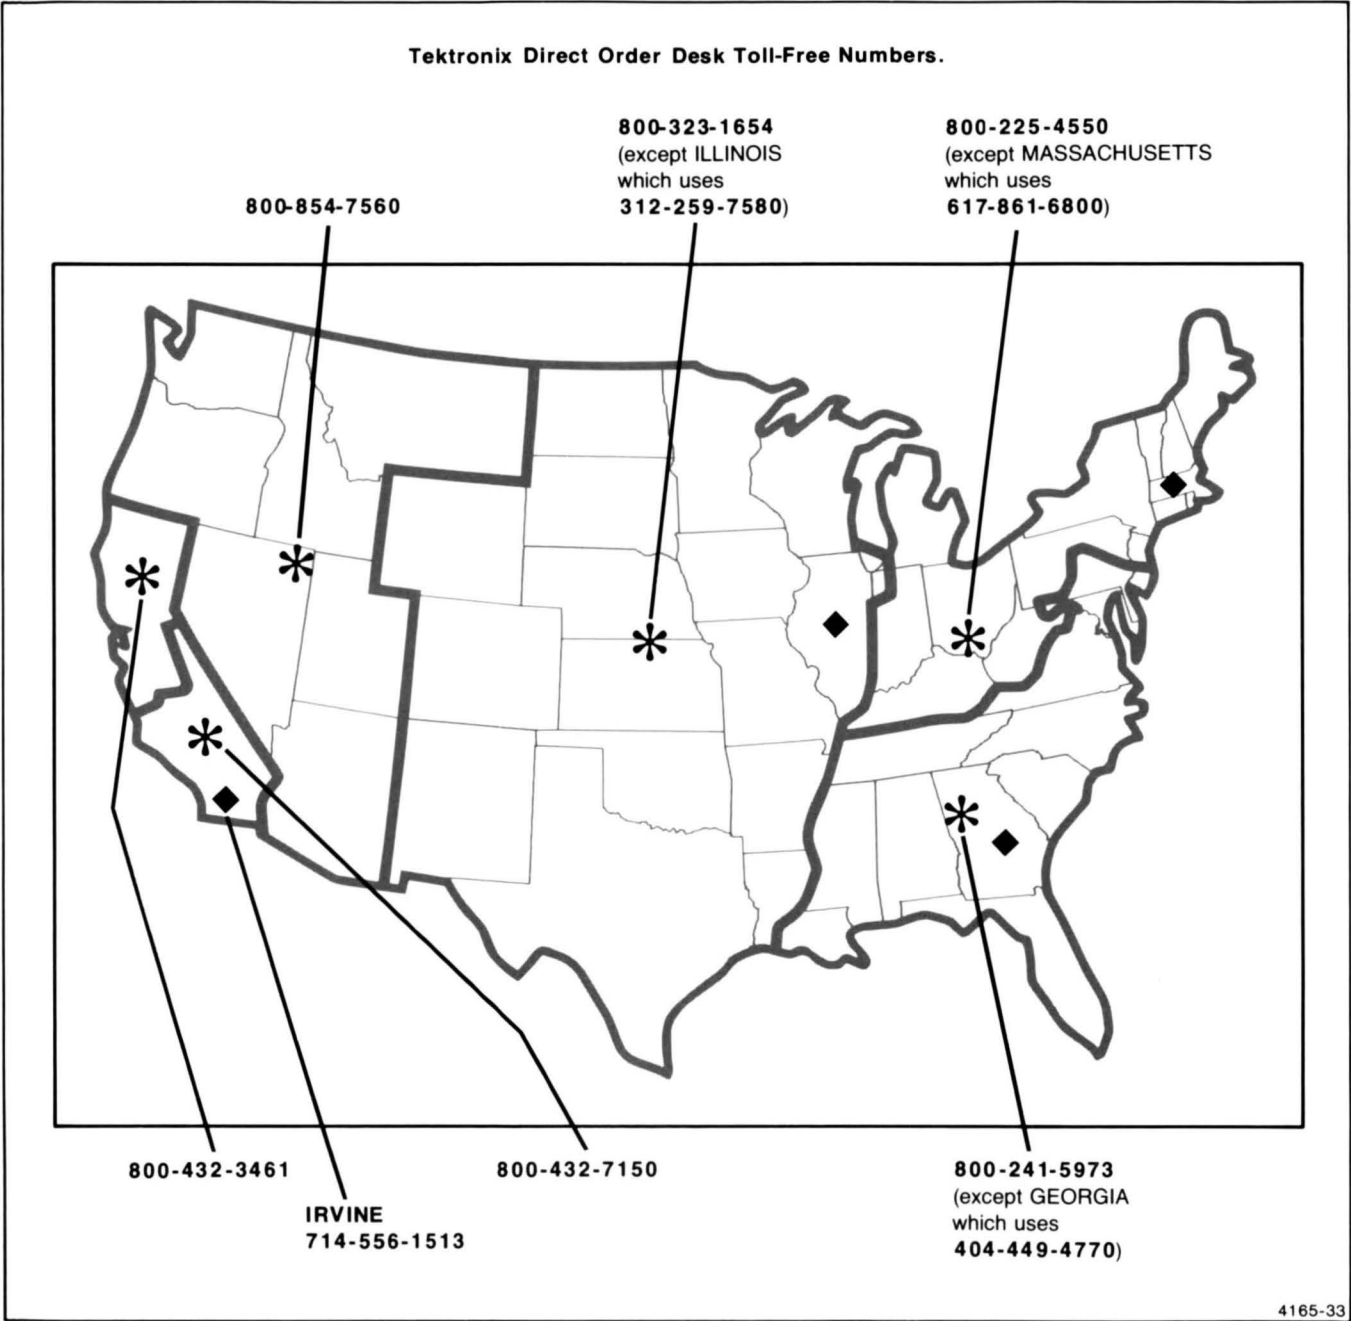 Tektronix Direct Order Desk Toll-Free Numbers.
800-323-1654
(except ILLINOIS
which uses
312-259-7580)
800-225-4550
(except MASSACHUSETTS
which uses
617-861-6800)
800-854-7560
800-432-3461
IRVINE
714-556-1513
800-432-7150
800-241-5973
(except GEORGIA
which uses
404-449-4770)
4165-33